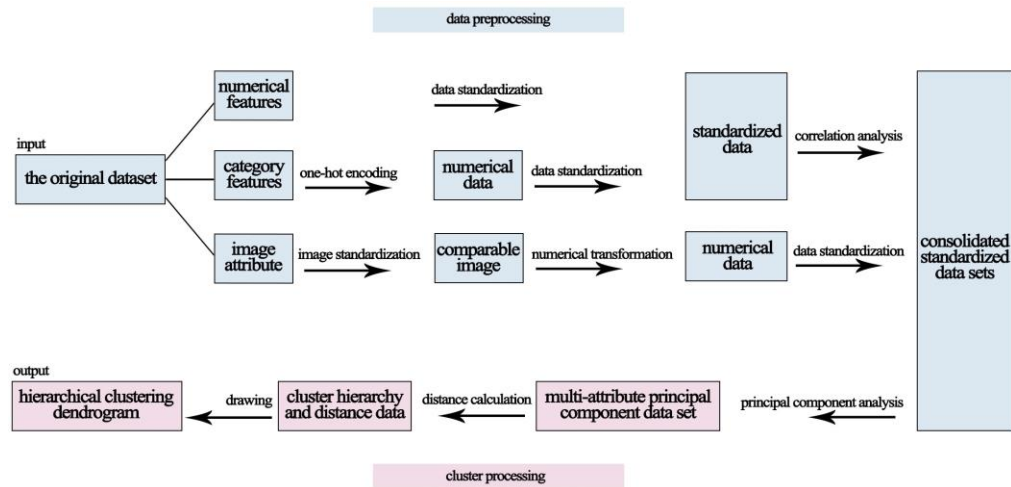 data preprocessing
numerical
features
data standardization
standardized
data
correlation analysis
input
the original dataset
category
features
one-hot encoding
numerical
data
data standardization
image
attribute
image standardization
comparable
image
numerical transformation
numerical
data
data standardization
consolidated
standardized
data sets
output
hierarchical clustering
dendrogram
drawing
cluster hierarchy
and distance data
distance calculation
multi-attribute principal
component data set
principal component analysis
cluster processing